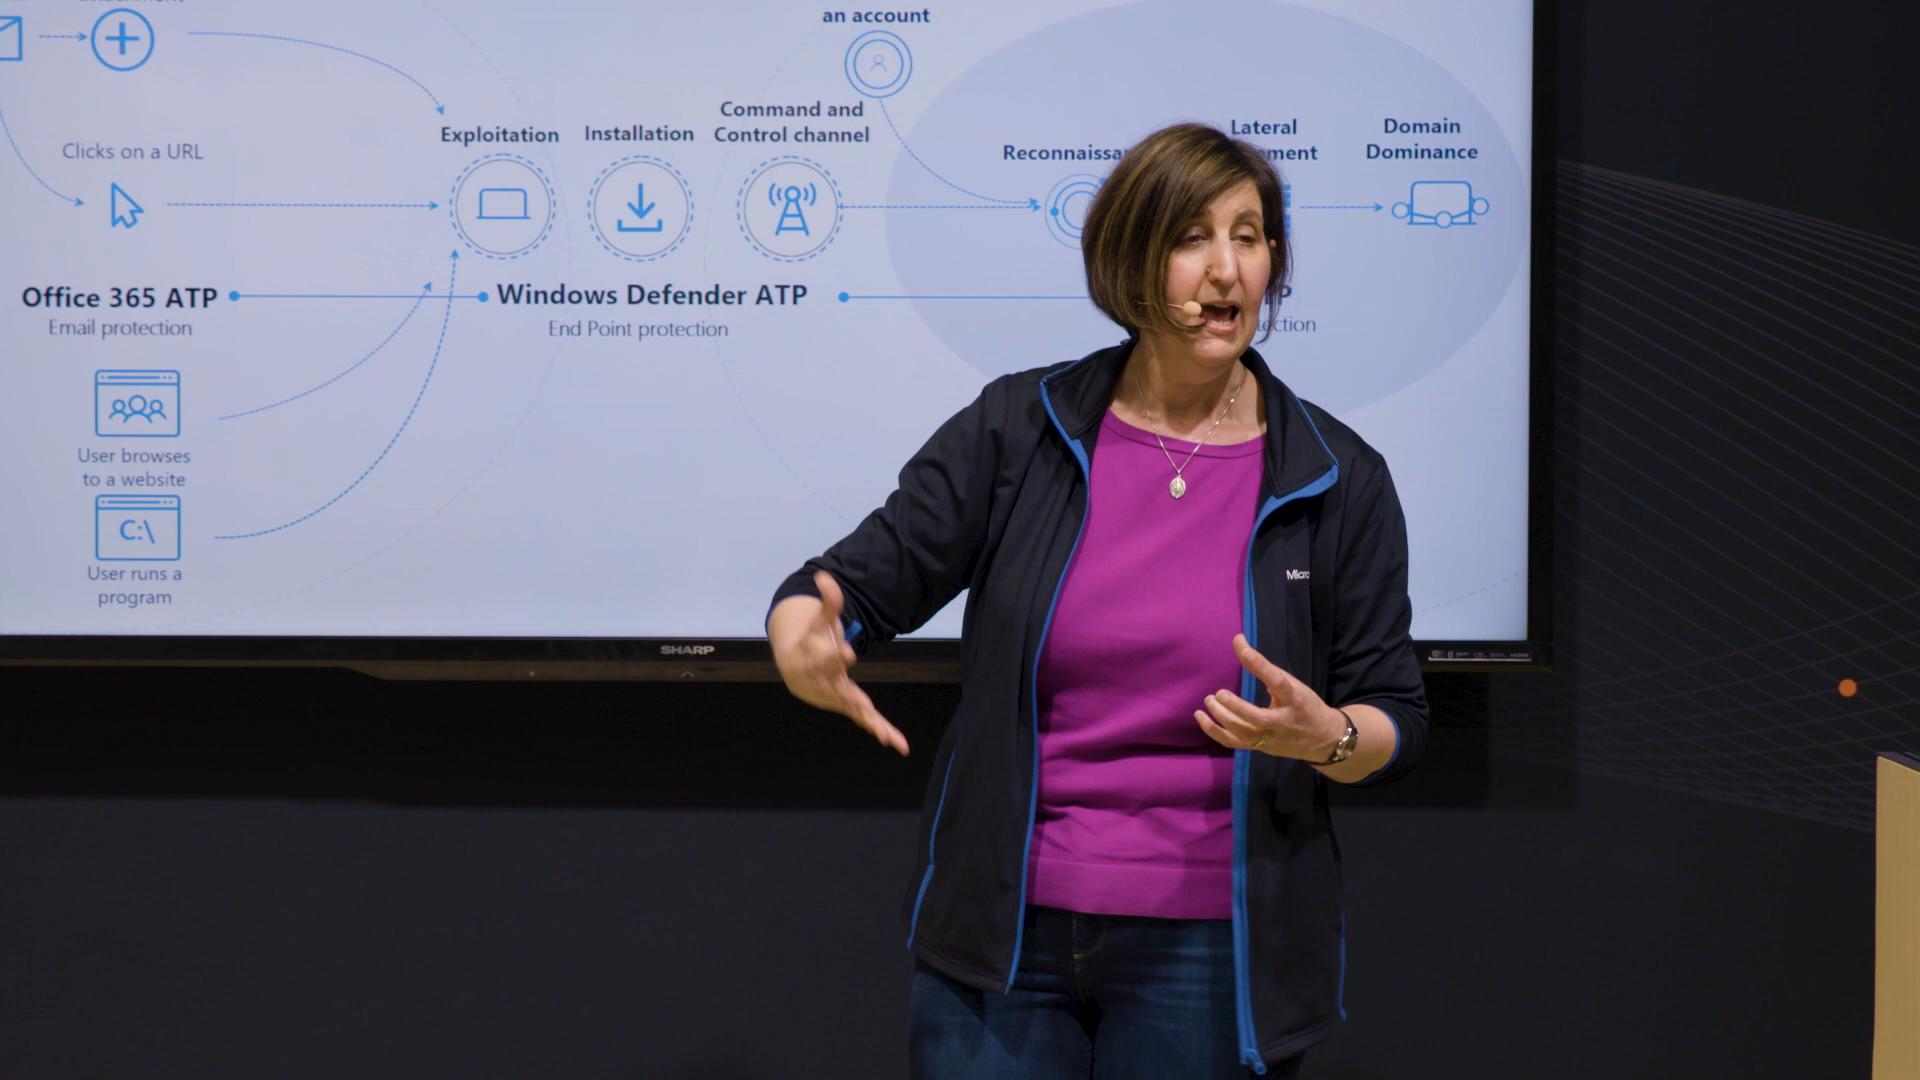 an account
Clicks on a URL
Exploitation
Installation
Command and
Control channel
Lateral
Domain
Dominance
Office 365 ATP
Email protection
Windows Defender ATP
End Point protection
User browses
to a website
C:\
User runs a
program
SHARP